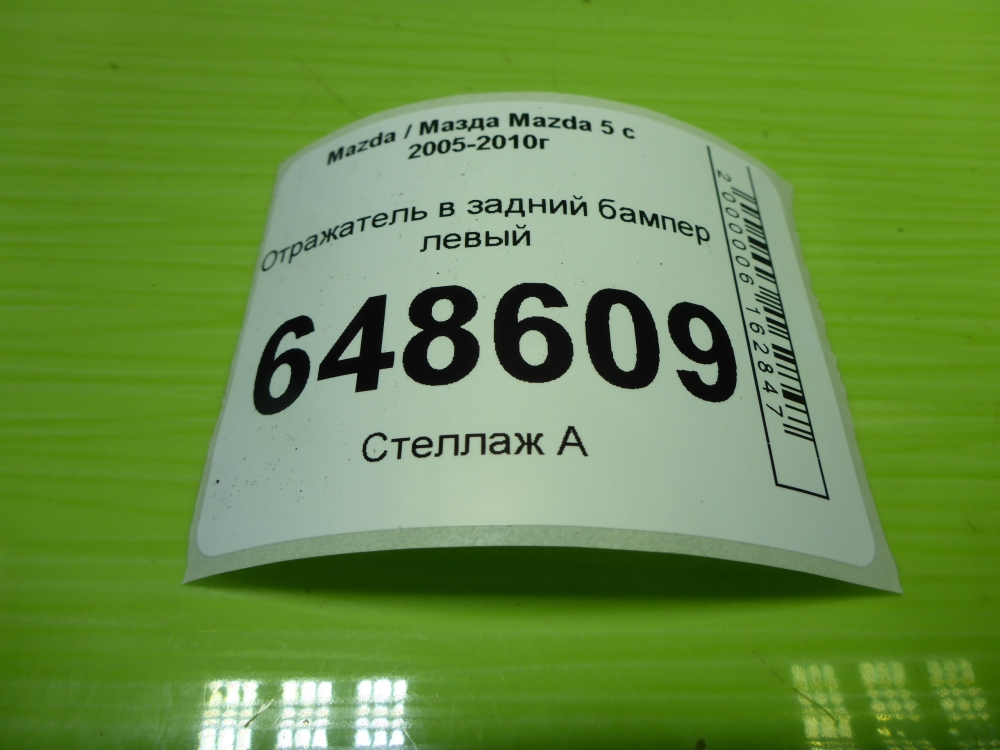 Mazda / Мазда Mazda 5 с
2005-2010г
Отражатель в задний бампер
левый
648609
Стеллаж А
2000006162847